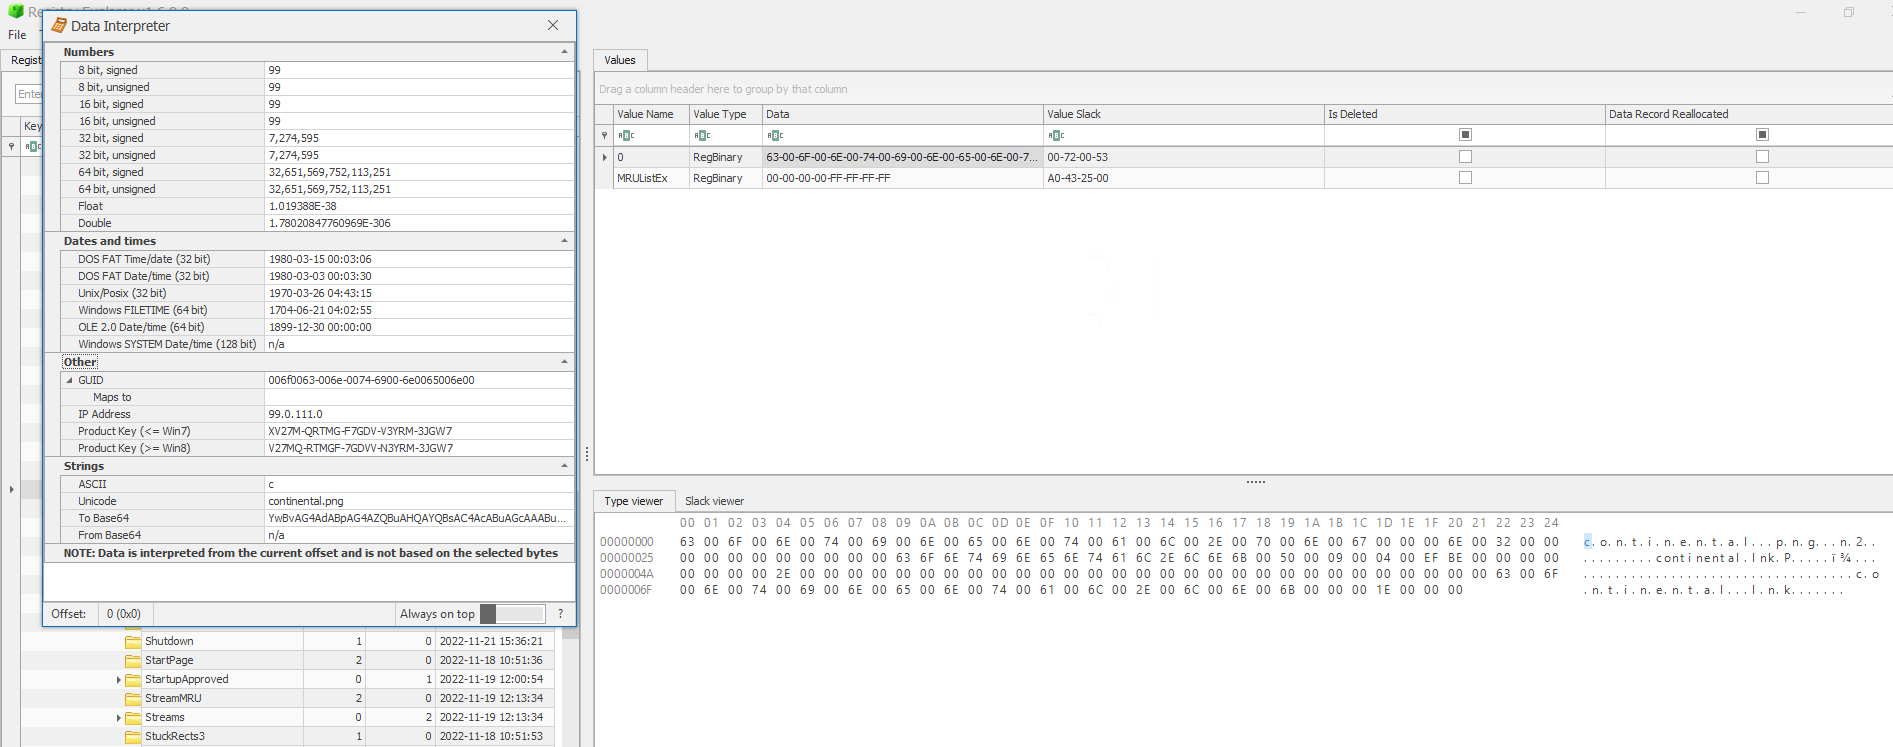 Registry Explorer v1.6.0.0
File
Data Interpreter
Numbers
8 bit, signed 99
8 bit, unsigned 99
16 bit, signed 99
16 bit, unsigned 99
32 bit, signed 7,274,595
32 bit, unsigned 7,274,595
64 bit, signed 32,651,569,752,113,251
64 bit, unsigned 32,651,569,752,113,251
Float 1.019388E-38
Double 1.78020847760969E-306
Dates and times
DOS FAT Time/date (32 bit) 1980-03-15 00:03:06
DOS FAT Date/time (32 bit) 1980-03-03 00:03:30
Unix/Posix (32 bit) 1970-03-26 04:43:15
Windows FILETIME (64 bit) 1704-06-21 04:02:55
OLE 2.0 Date/time (64 bit) 1899-12-30 00:00:00
Windows SYSTEM Date/time (128 bit) n/a
Other
GUID 006f0063-006e-0074-6900-6e0065006e00
Maps to
IP Address 99.0.111.0
Product Key (<= Win7) XV27M-QRTMG-F7GDV-V3YRM-3JGW7
Product Key (>= Win8) V27MQ-RTMGF-7GDVV-N3YRM-3JGW7
Strings
ASCII c
Unicode continental.png
To Base64 YwBvAG4AdABpAG4AZQBuAHQAYQBsAC4AcABuAGcAAABu...
From Base64 n/a
NOTE: Data is interpreted from the current offset and is not based on the selected bytes
Offset: 0 (0x0) Always on top ?
Regist
Enter
Key
Shutdown 1 0 2022-11-21 15:36:21
StartPage 2 0 2022-11-18 10:51:36
StartupApproved 0 1 2022-11-19 12:00:54
StreamMRU 2 0 2022-11-19 12:13:34
Streams 0 2 2022-11-19 12:13:34
StuckRects3 1 0 2022-11-18 10:51:53
Values
Drag a column header here to group by that column
Value Name Value Type Data Value Slack Is Deleted Data Record Reallocated
0 RegBinary 63-00-6F-00-6E-00-74-00-69-00-6E-00-65-00-6E-00-7... 00-72-00-53
MRUListEx RegBinary 00-00-00-00-FF-FF-FF-FF A0-43-25-00
Type viewer Slack viewer
00 01 02 03 04 05 06 07 08 09 0A 0B 0C 0D 0E 0F 10 11 12 13 14 15 16 17 18 19 1A 1B 1C 1D 1E 1F 20 21 22 23 24
00000000 63 00 6F 00 6E 00 74 00 69 00 6E 00 65 00 6E 00 74 00 61 00 6C 00 2E 00 70 00 6E 00 67 00 00 00 6E 00 32 00 00 c.o.n.t.i.n.e.n.t.a.l...p.n.g...n.2..
00000025 00 00 00 00 00 00 00 00 00 63 6F 6E 74 69 6E 65 6E 74 61 6C 2E 6C 6E 6B 00 50 00 09 00 04 00 EF BE 00 00 00 00 .........continental.lnk.P.....ï¾....
0000004A 00 00 00 00 2E 00 00 00 00 00 00 00 00 00 00 00 00 00 00 00 00 00 00 00 00 00 00 00 00 00 00 00 00 00 63 00 6F ..................................c.o
0000006F 00 6E 00 74 00 69 00 6E 00 65 00 6E 00 74 00 61 00 6C 00 2E 00 6C 00 6E 00 6B 00 00 00 1E 00 00 00 .n.t.i.n.e.n.t.a.l...l.n.k.......